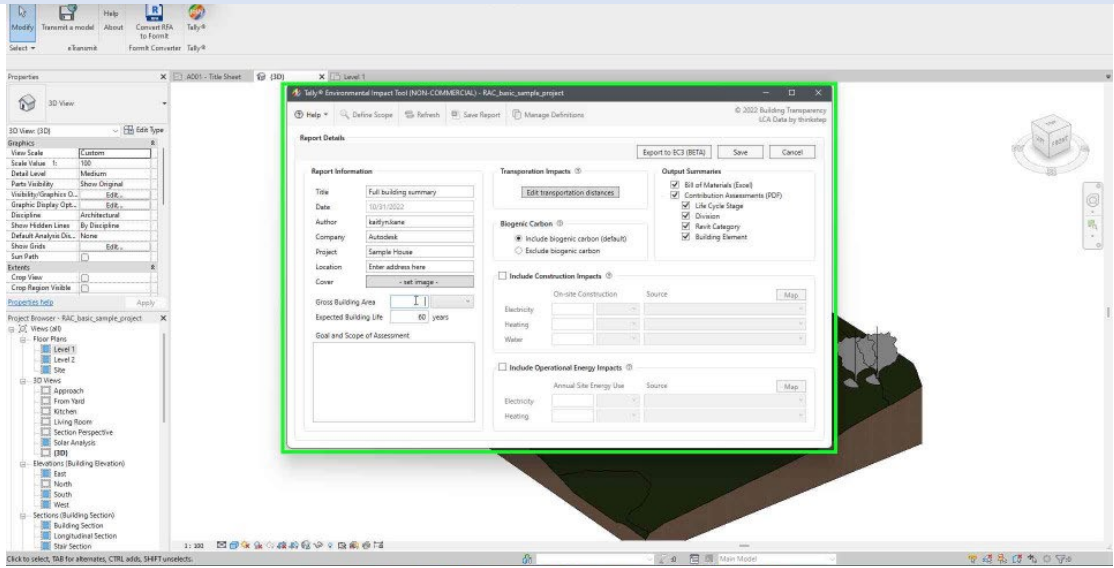 Modify
Transmit a model
Help
About
Convert RFA to FormIt
Tally®
Select
eTransmit
FormIt Converter
Tally®
Properties
A001 - Title Sheet
(3D)
Level 1
3D View
3D View: (3D)
Edit Type
Graphics
View Scale Custom
Scale Value 1: 100
Detail Level Medium
Parts Visibility Show Original
Visibility/Graphics O... Edit...
Graphic Display Opt... Edit...
Discipline Architectural
Show Hidden Lines By Discipline
Default Analysis Dis... None
Show Grids Edit...
Sun Path
Extents
Crop View
Crop Region Visible
Properties help
Apply
Project Browser - RAC_basic_sample_project
Views (all)
Floor Plans
Level 1
Level 2
Site
3D Views
Approach
From Yard
Kitchen
Living Room
Section Perspective
Solar Analysis
(3D)
Elevations (Building Elevation)
East
North
South
West
Sections (Building Section)
Building Section
Longitudinal Section
Stair Section
Tally® Environmental Impact Tool (NON-COMMERCIAL) - RAC_basic_sample_project
Help
Define Scope
Refresh
Save Report
Manage Definitions
© 2022 Building Transparency
LCA Data by thinkstep
Report Details
Export to EC3 (BETA)
Save
Cancel
Report Information
Title Full building summary
Date 10/31/2022
Author kaitlyn.kane
Company Autodesk
Project Sample House
Location Enter address here
Cover - set image -
Gross Building Area
Expected Building Life 60 years
Goal and Scope of Assessment
Transporation Impacts
Edit transportation distances
Biogenic Carbon
Include biogenic carbon (default)
Exclude biogenic carbon
Output Summaries
Bill of Materials (Excel)
Contribution Assessments (PDF)
Life Cycle Stage
Division
Revit Category
Building Element
Include Construction Impacts
On-site Construction Source Map
Electricity
Heating
Water
Include Operational Energy Impacts
Annual Site Energy Use Source Map
Electricity
Heating
FRONT
1 : 100
Click to select, TAB for alternates, CTRL adds, SHIFT unselects.
:0
Main Model